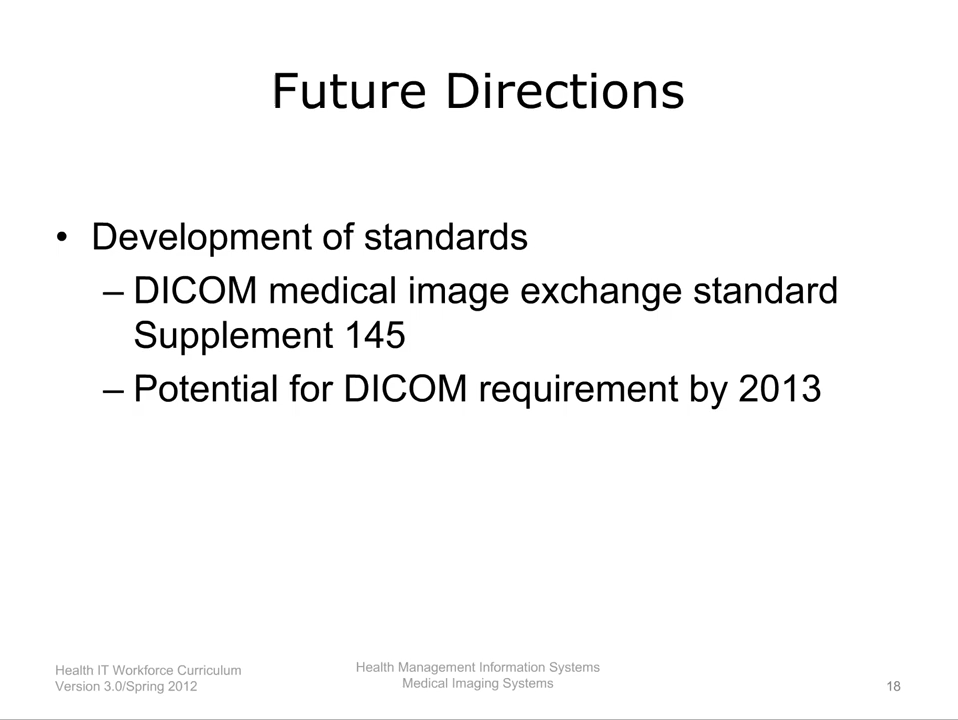 Future Directions
• Development of standards
– DICOM medical image exchange standard
Supplement 145
– Potential for DICOM requirement by 2013
Health IT Workforce Curriculum
Version 3.0/Spring 2012
Health Management Information Systems
Medical Imaging Systems
18